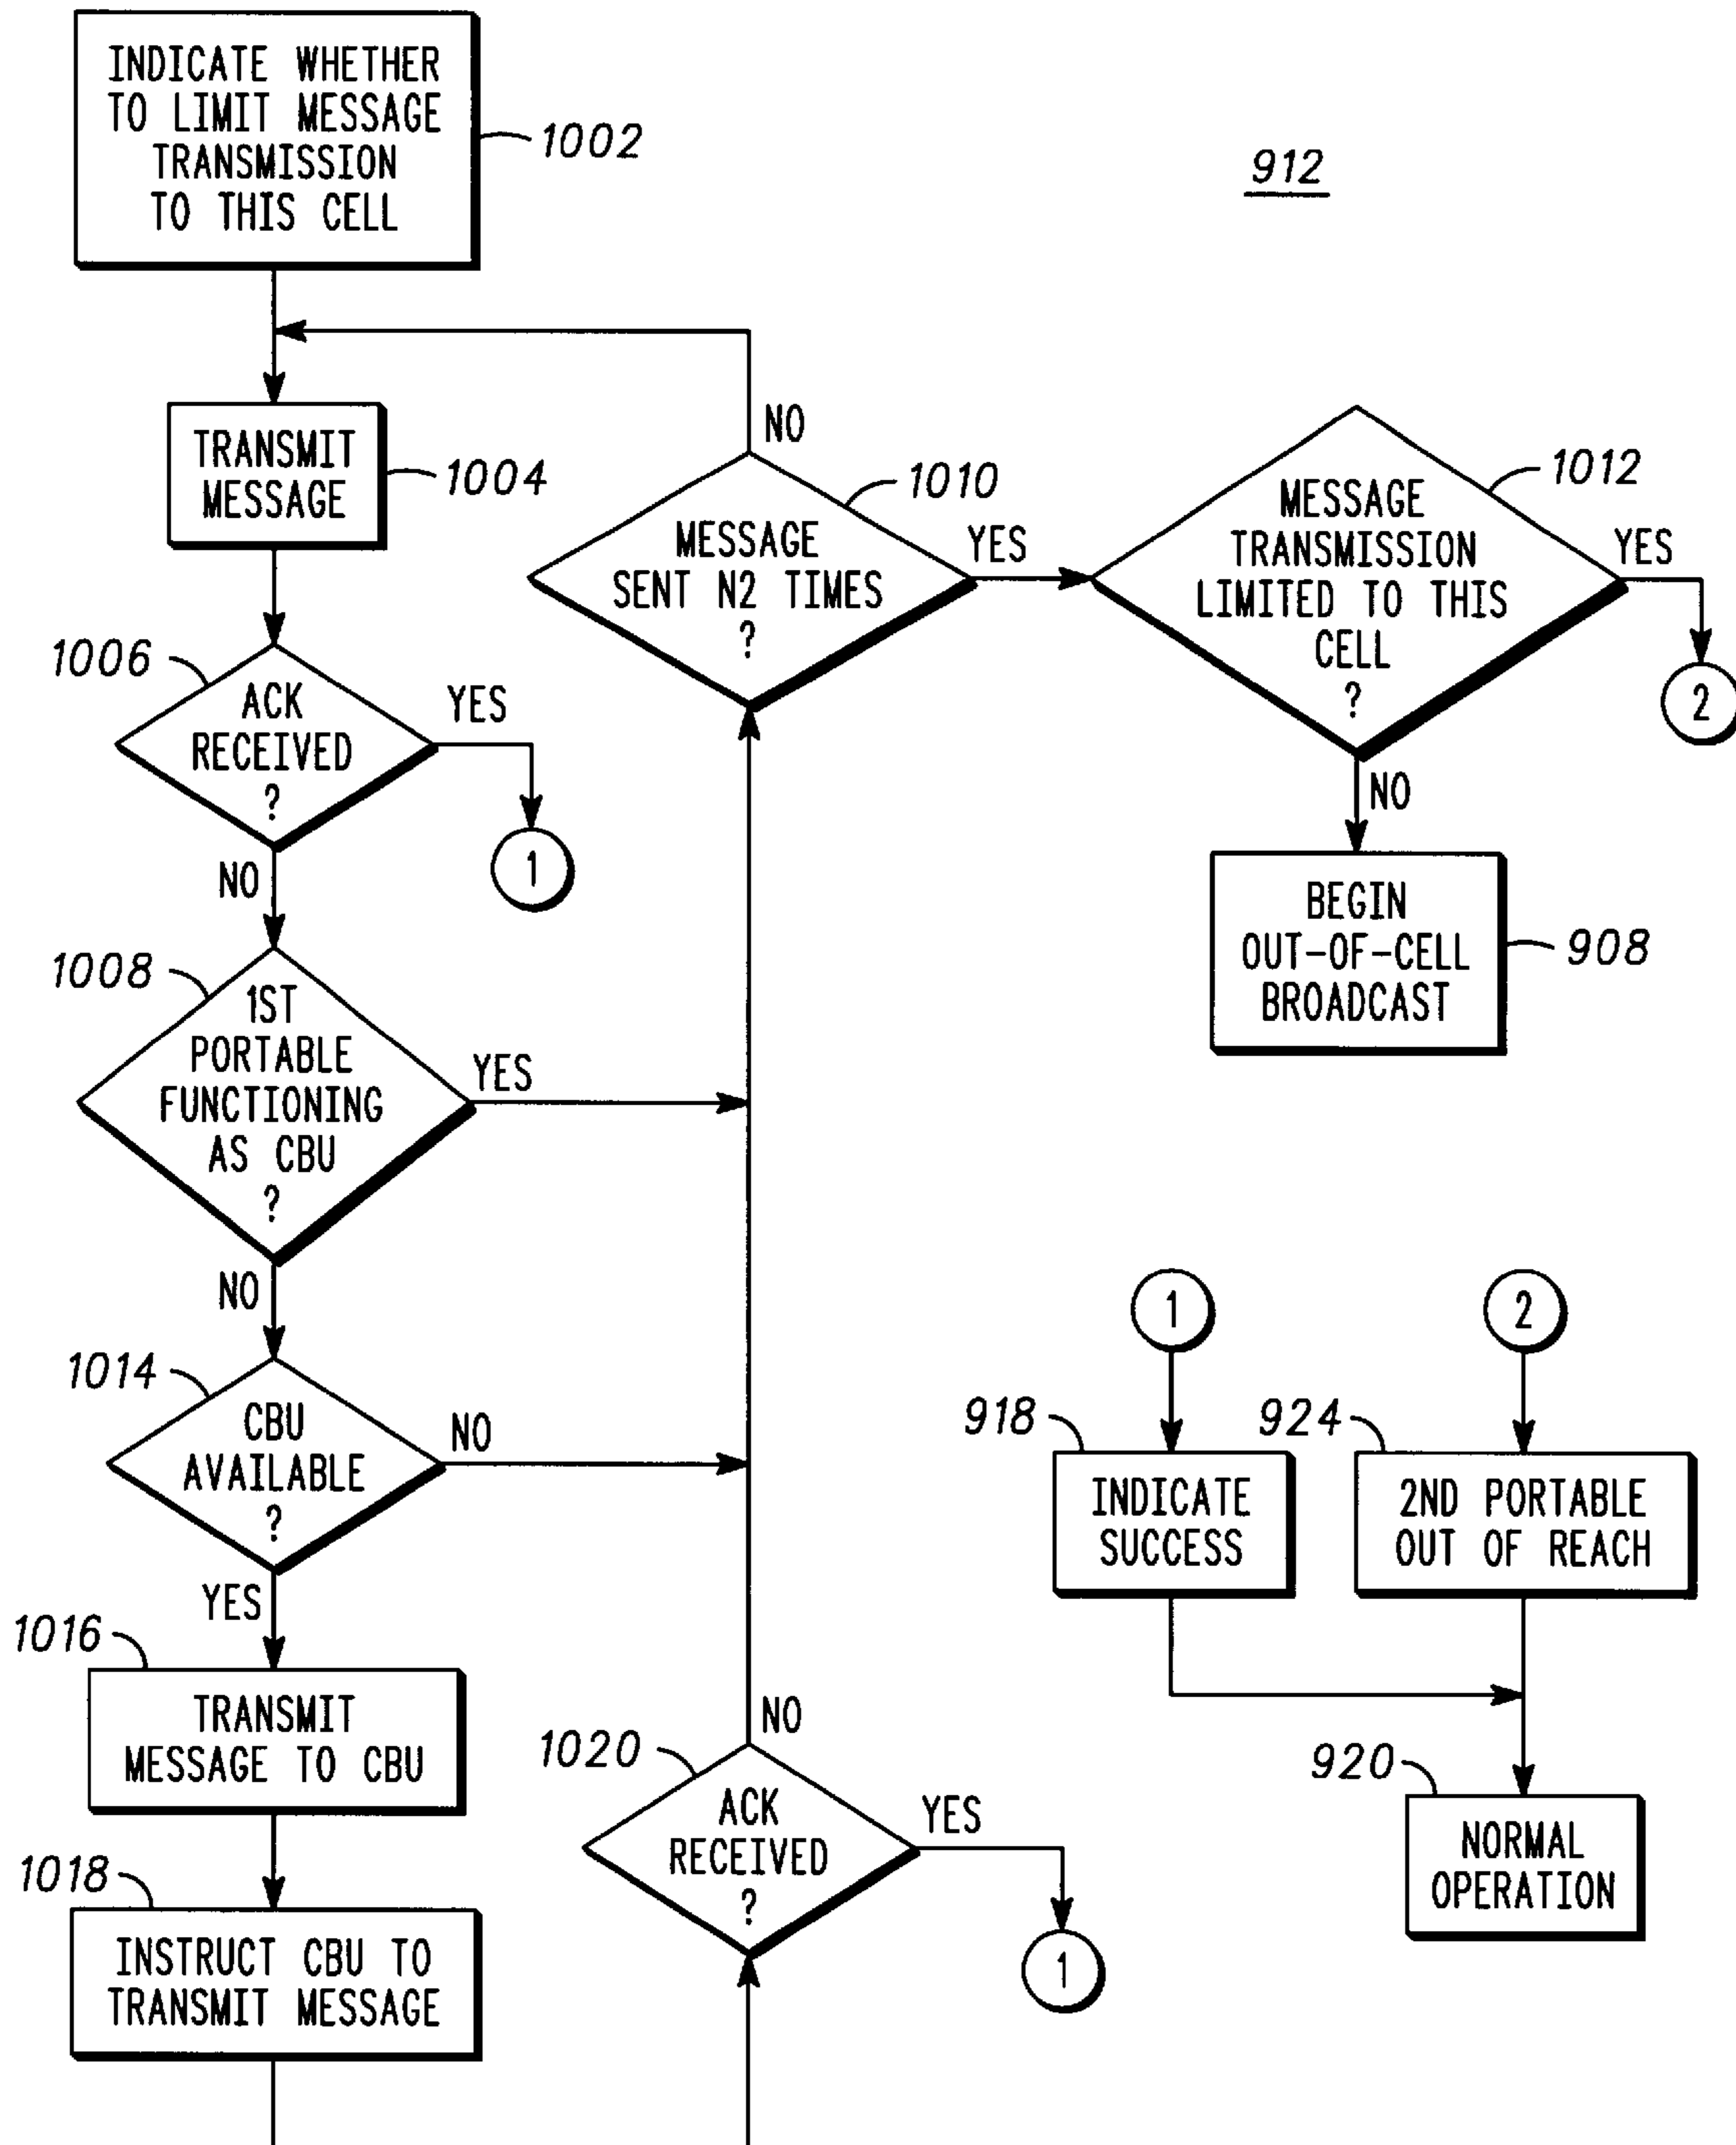 INDICATE WHETHER
TO LIMIT MESSAGE
TRANSMISSION
TO THIS CELL
1002
912
TRANSMIT
MESSAGE
1004
NO
1010
MESSAGE
SENT N2 TIMES
?
YES
1012
MESSAGE
TRANSMISSION
LIMITED TO THIS
CELL
?
YES
2
NO
BEGIN
OUT-OF-CELL
BROADCAST
908
1006
ACK
RECEIVED
?
YES
1
NO
1008
1ST
PORTABLE
FUNCTIONING
AS CBU
?
YES
NO
1014
CBU
AVAILABLE
?
NO
YES
1016
TRANSMIT
MESSAGE TO CBU
1018
INSTRUCT CBU TO
TRANSMIT MESSAGE
NO
1020
ACK
RECEIVED
?
YES
1
1
918
INDICATE
SUCCESS
2
924
2ND PORTABLE
OUT OF REACH
920
NORMAL
OPERATION